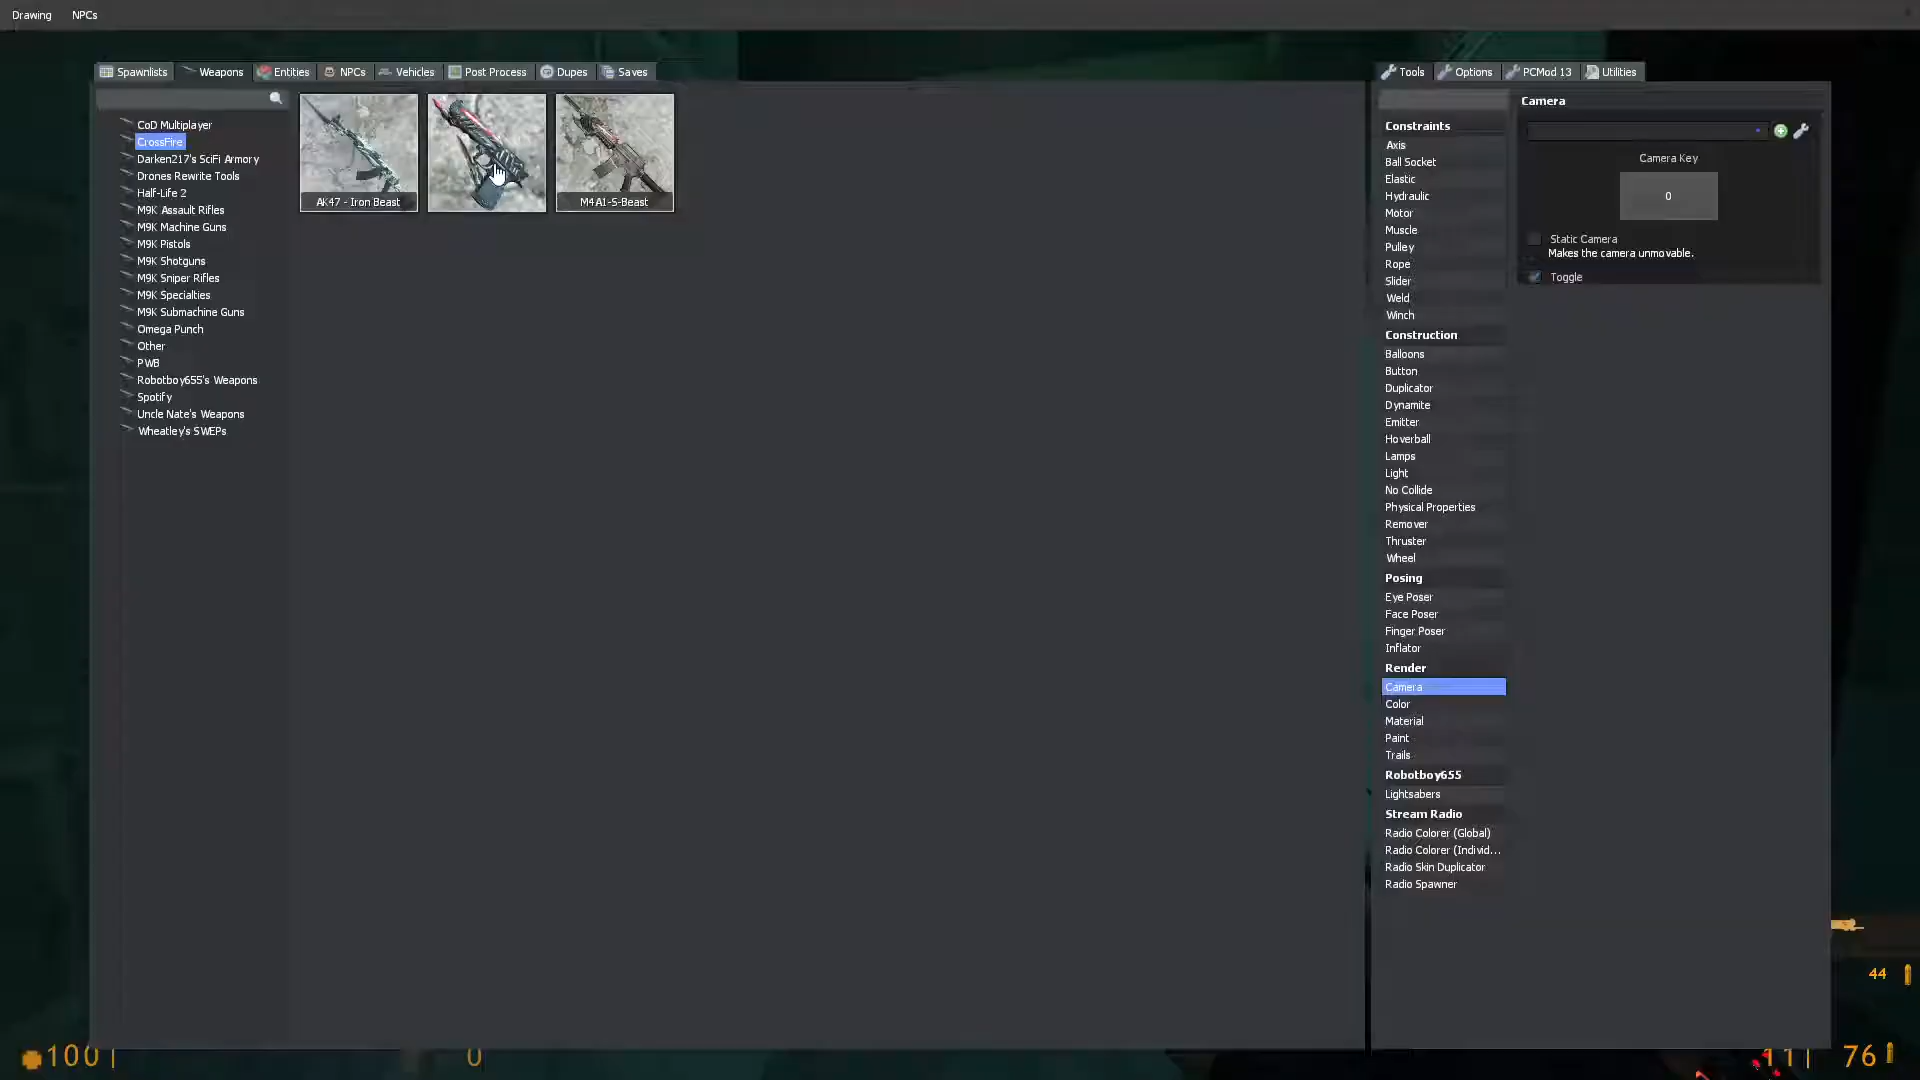 Drawing NPCs
Spawnlists Weapons Entities NPCs Vehicles Post Process Dupes Saves
CoD Multiplayer
CrossFire
Darken217's SciFi Armory
Drones Rewrite Tools
Half-Life 2
M9K Assault Rifles
M9K Machine Guns
M9K Pistols
M9K Shotguns
M9K Sniper Rifles
M9K Specialties
M9K Submachine Guns
Omega Punch
Other
PWB
Robotboy655's Weapons
Spotify
Uncle Nate's Weapons
Wheatley's SWEPs
AK47 - Iron Beast
M4A1-S-Beast
Tools Options PCMod 13 Utilities
Constraints
Axis
Ball Socket
Elastic
Hydraulic
Motor
Muscle
Pulley
Rope
Slider
Weld
Winch
Construction
Balloons
Button
Duplicator
Dynamite
Emitter
Hoverball
Lamps
Light
No Collide
Physical Properties
Remover
Thruster
Wheel
Posing
Eye Poser
Face Poser
Finger Poser
Inflator
Render
Camera
Color
Material
Paint
Trails
Robotboy655
Lightsabers
Stream Radio
Radio Colorer (Global)
Radio Colorer (Individ...
Radio Skin Duplicator
Radio Spawner
Camera
Camera Key
0
Static Camera
Makes the camera unmovable.
Toggle
44
100 0 11 76